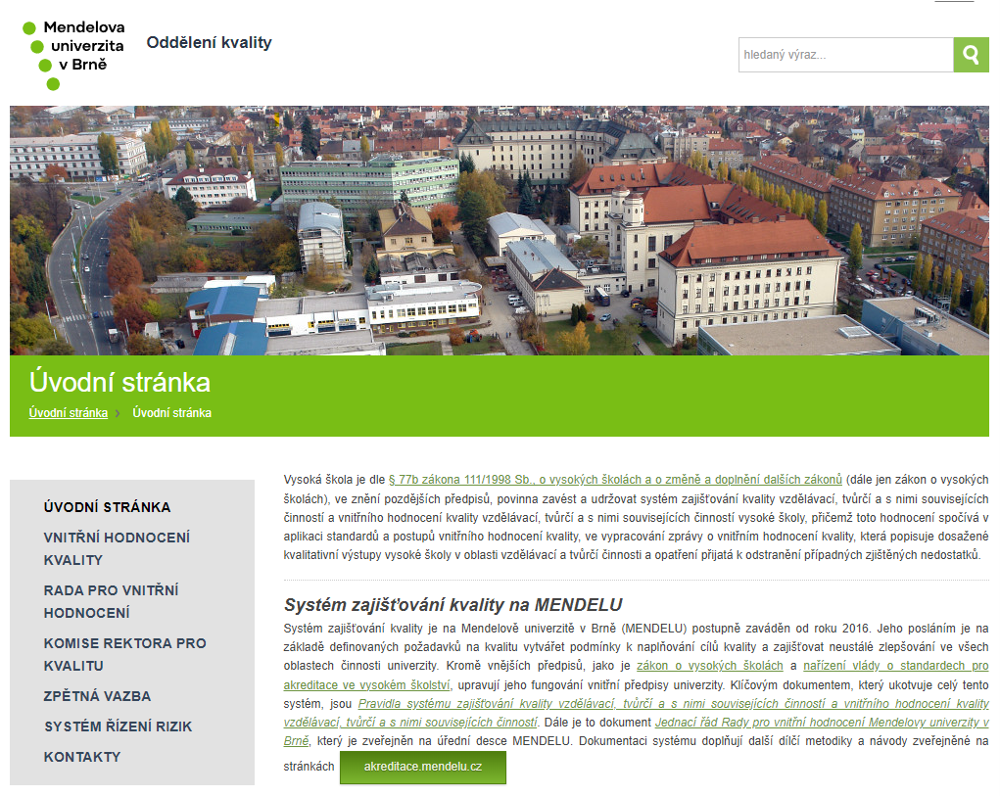 Mendelova
univerzita
v Brně
Oddělení kvality
hledaný výraz...
Úvodní stránka
Úvodní stránka › Úvodní stránka
ÚVODNÍ STRÁNKA
VNITŘNÍ HODNOCENÍ
KVALITY
RADA PRO VNITŘNÍ
HODNOCENÍ
KOMISE REKTORA PRO
KVALITU
ZPĚTNÁ VAZBA
SYSTÉM ŘÍZENÍ RIZIK
KONTAKTY
Vysoká škola je dle § 77b zákona 111/1998 Sb., o vysokých školách a o změně a doplnění dalších zákonů (dále jen zákon o vysokých
školách), ve znění pozdějších předpisů, povinna zavést a udržovat systém zajišťování kvality vzdělávací, tvůrčí a s nimi souvisejících
činností a vnitřního hodnocení kvality vzdělávací, tvůrčí a s nimi souvisejících činností vysoké školy, přičemž toto hodnocení spočívá v
aplikaci standardů a postupů vnitřního hodnocení kvality, ve vypracování zprávy o vnitřním hodnocení kvality, která popisuje dosažené
kvalitativní výstupy vysoké školy v oblasti vzdělávací a tvůrčí činnosti a opatření přijatá k odstranění případných zjištěných nedostatků.
Systém zajišťování kvality na MENDELU
Systém zajišťování kvality je na Mendelově univerzitě v Brně (MENDELU) postupně zaváděn od roku 2016. Jeho posláním je na
základě definovaných požadavků na kvalitu vytvářet podmínky k naplňování cílů kvality a zajišťovat neustálé zlepšování ve všech
oblastech činnosti univerzity. Kromě vnějších předpisů, jako je zákon o vysokých školách a nařízení vlády o standardech pro
akreditace ve vysokém školství, upravují jeho fungování vnitřní předpisy univerzity. Klíčovým dokumentem, který ukotvuje celý tento
systém, jsou Pravidla systému zajišťování kvality vzdělávací, tvůrčí a s nimi souvisejících činností a vnitřního hodnocení kvality
vzdělávací, tvůrčí a s nimi souvisejících činností. Dále je to dokument Jednací řád Rady pro vnitřní hodnocení Mendelovy univerzity v
Brně, který je zveřejněn na úřední desce MENDELU. Dokumentaci systému doplňují další dílčí metodiky a návody zveřejněné na
stránkách akreditace.mendelu.cz